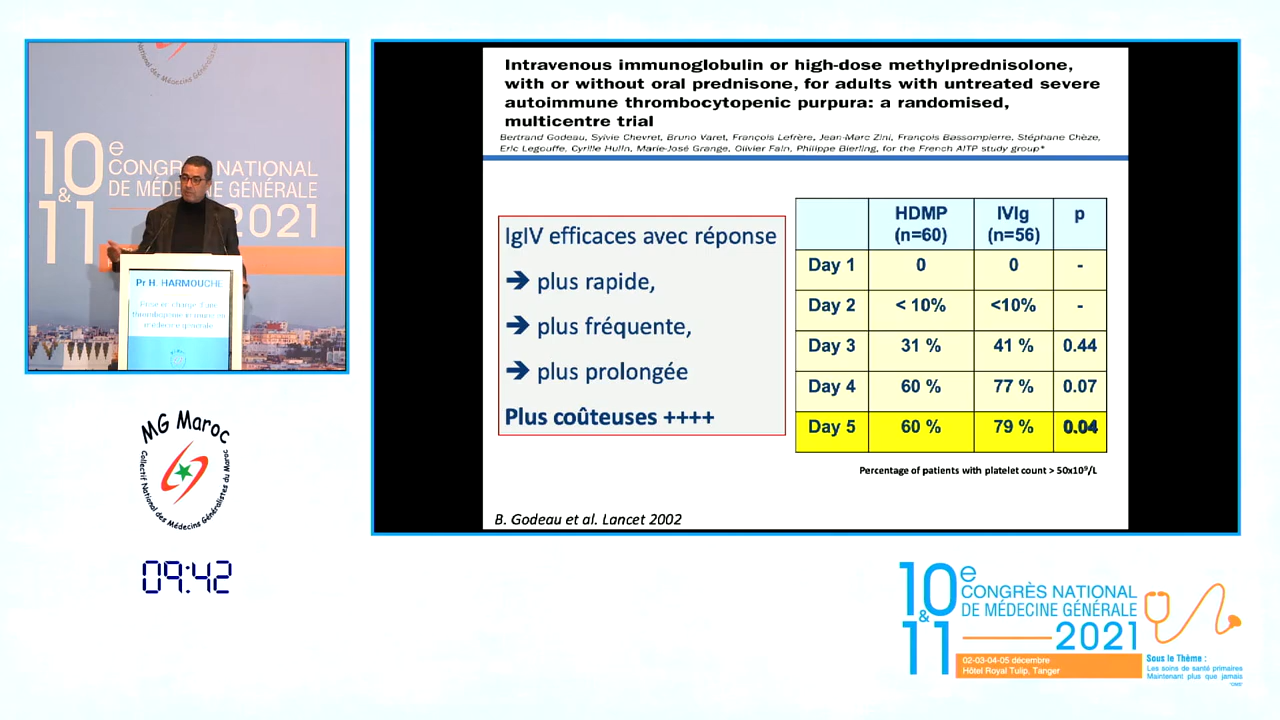 Intravenous immunoglobulin or high-dose methylprednisolone,
with or without oral prednisone, for adults with untreated severe
autoimmune thrombocytopenic purpura: a randomised,
multicentre trial
Bertrand Godeau, Sylvie Chevret, Bruno Varet, François Lefrère, Jean-Marc Zini, François Bassompierre, Stéphane Chèze,
Eric Legouffe, Cyrille Hulin, Marie-José Grange, Olivier Fain, Philippe Bierling, for the French AITP study group*
IgIV efficaces avec réponse
→ plus rapide,
→ plus fréquente,
→ plus prolongée
Plus coûteuses ++++
HDMP (n=60) IVIg (n=56) p
Day 1 0 0 -
Day 2 < 10% <10% -
Day 3 31 % 41 % 0.44
Day 4 60 % 77 % 0.07
Day 5 60 % 79 % 0.04
Percentage of patients with platelet count > 50x10⁹/L
B. Godeau et al. Lancet 2002
10e
&
11
CONGRÈS NATIONAL
DE MÉDECINE GÉNÉRALE
2021
Pr H. HARMOUCHE
MG Maroc
Collectif National des Médecins Généralistes du Maroc
09:42
10e
&
11
CONGRÈS NATIONAL
DE MÉDECINE GÉNÉRALE
2021
02-03-04-05 décembre
Hôtel Royal Tulip, Tanger
Sous le Thème :
Les soins de santé primaires
Maintenant plus que jamais